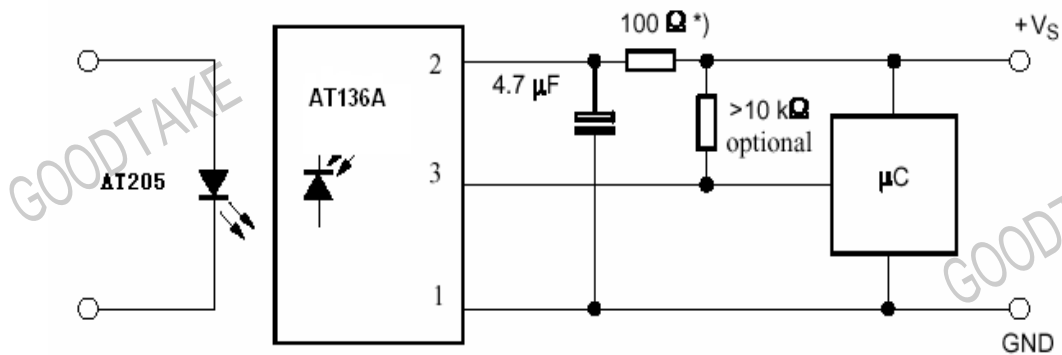 100 Ω *)
+VS
2
4.7 μF
AT136A
>10 kΩ
optional
AT205
3
μC
1
GND
GOODTAKE
GOODT